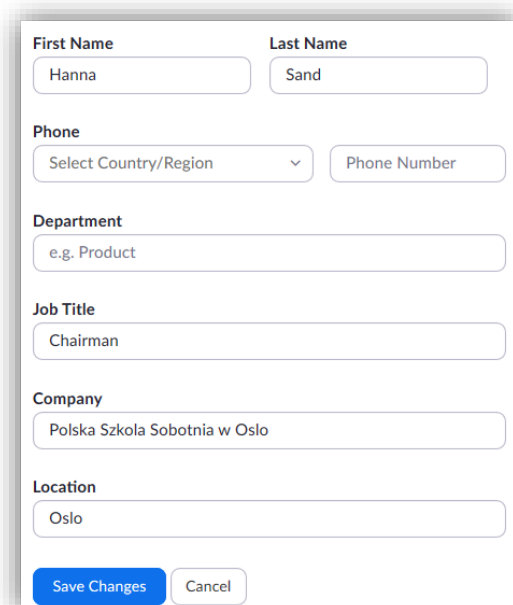 First Name Last Name
Hanna Sand
Phone
Select Country/Region Phone Number
Department
e.g. Product
Job Title
Chairman
Company
Polska Szkola Sobotnia w Oslo
Location
Oslo
Save Changes Cancel